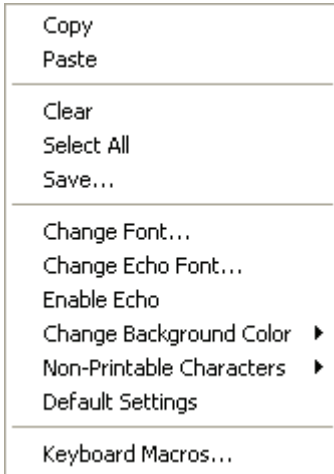 Copy
Paste
Clear
Select All
Save...
Change Font...
Change Echo Font...
Enable Echo
Change Background Color
Non-Printable Characters
Default Settings
Keyboard Macros...